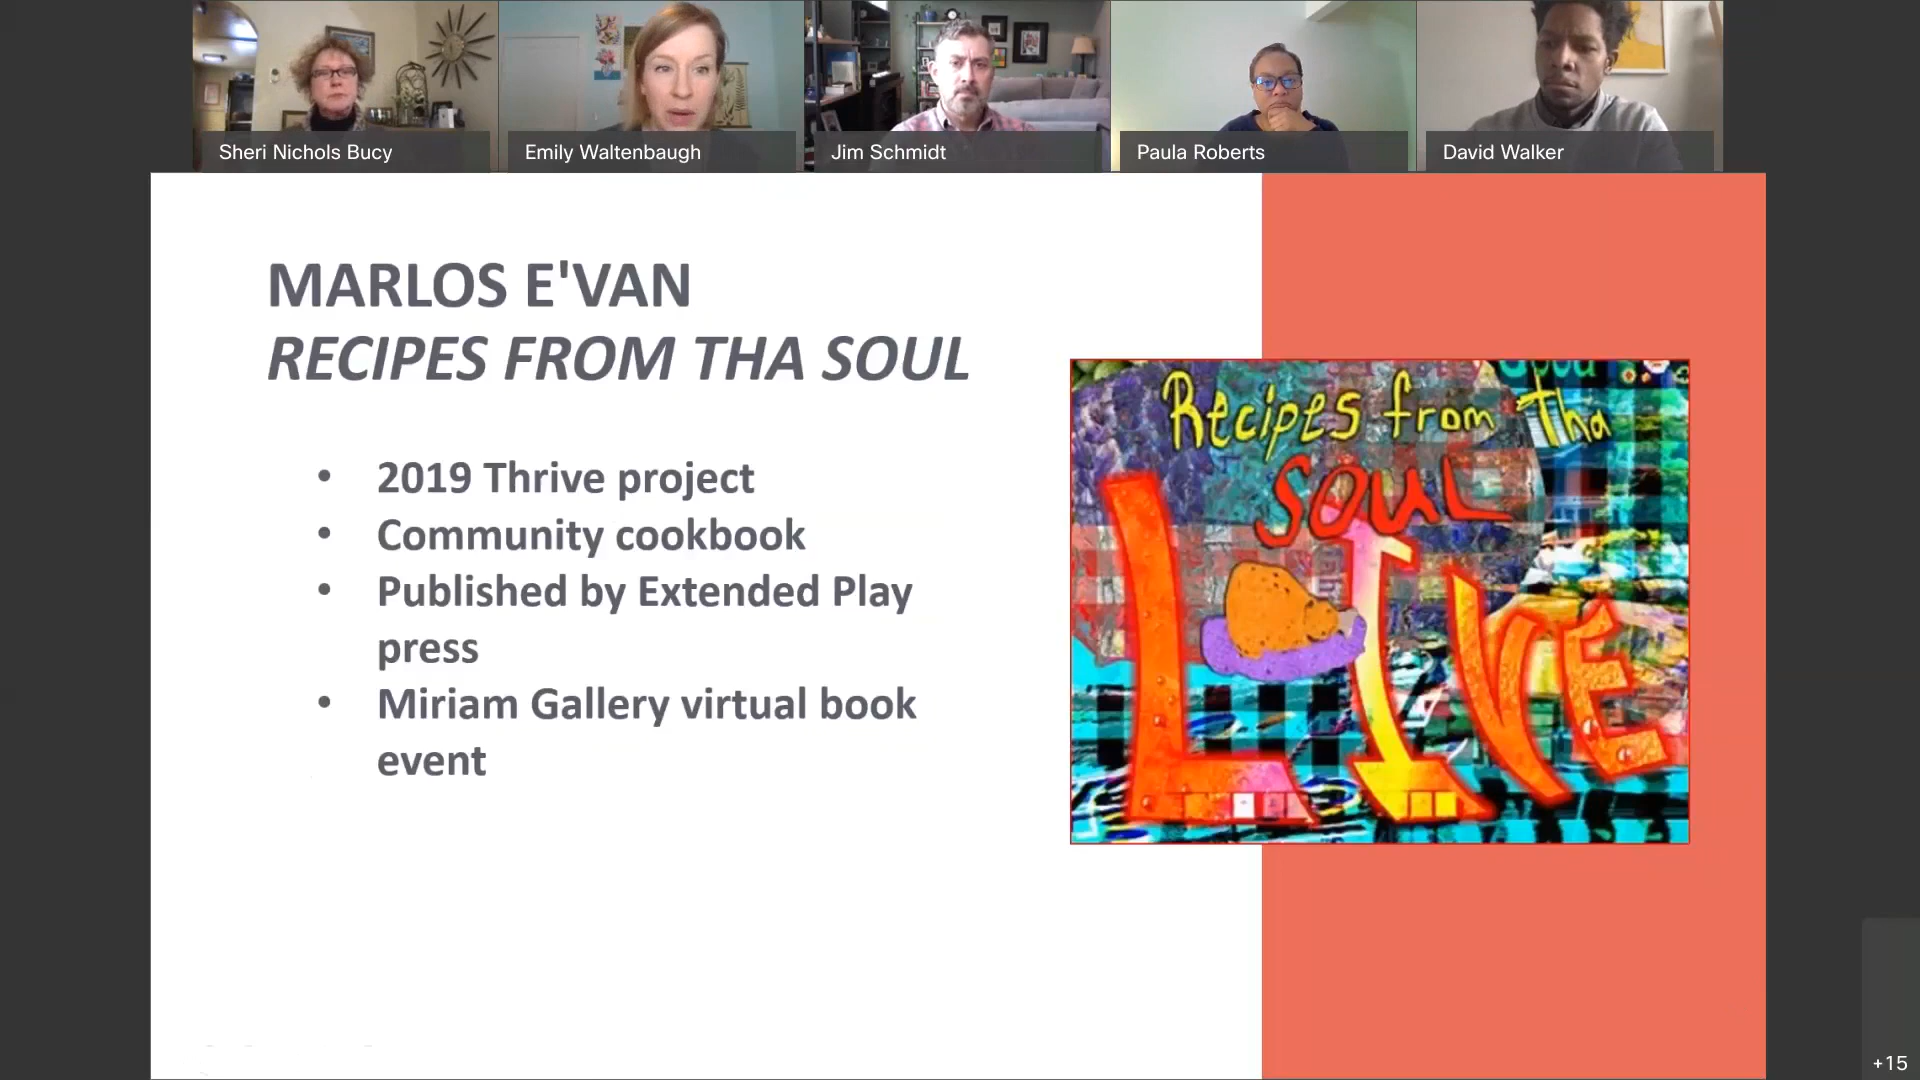 Sheri Nichols Bucy
Emily Waltenbaugh
Jim Schmidt
Paula Roberts
David Walker
MARLOS E'VAN
RECIPES FROM THA SOUL
• 2019 Thrive project
• Community cookbook
• Published by Extended Play
press
• Miriam Gallery virtual book
event
Good
Recipes from Tha
SOUL
LIVE
+15